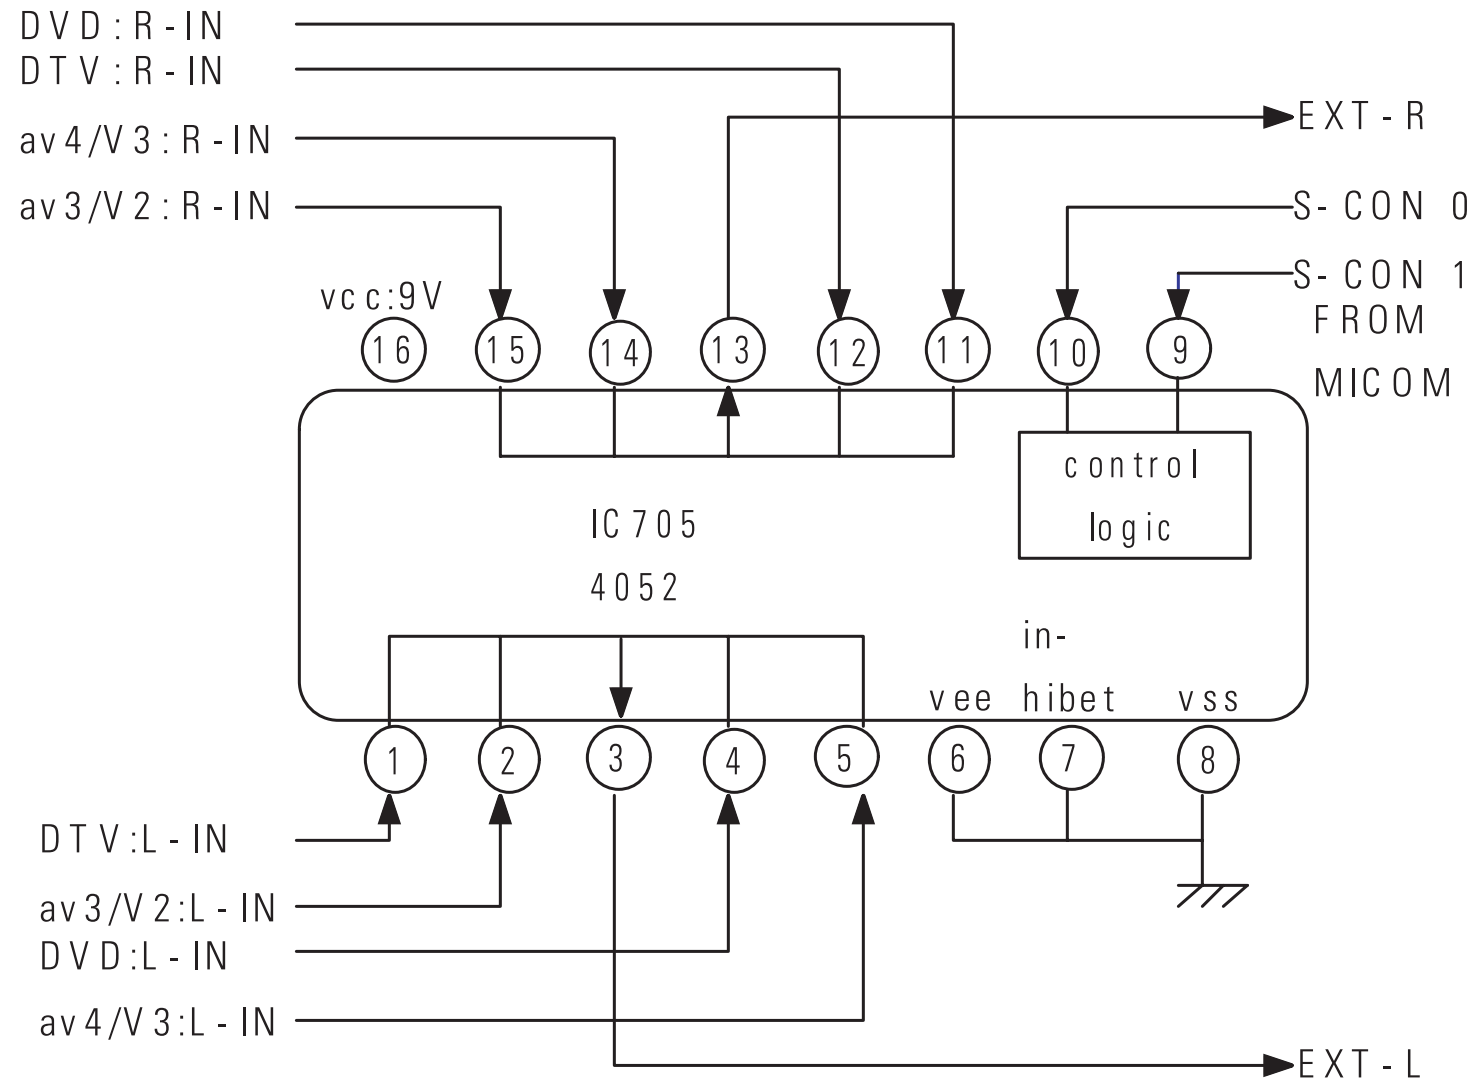 DVD:R-IN
DTV:R-IN
EXT-R
av4/V3:R-IN
av3/V2:R-IN
S-CON 0
S-CON 1
FROM
MICOM
vcc:9V
16 15 14 13 12 11 10 9
control
logic
IC705
4052
in-
vee hibet vss
1 2 3 4 5 6 7 8
DTV:L-IN
av3/V2:L-IN
DVD:L-IN
av4/V3:L-IN
EXT-L